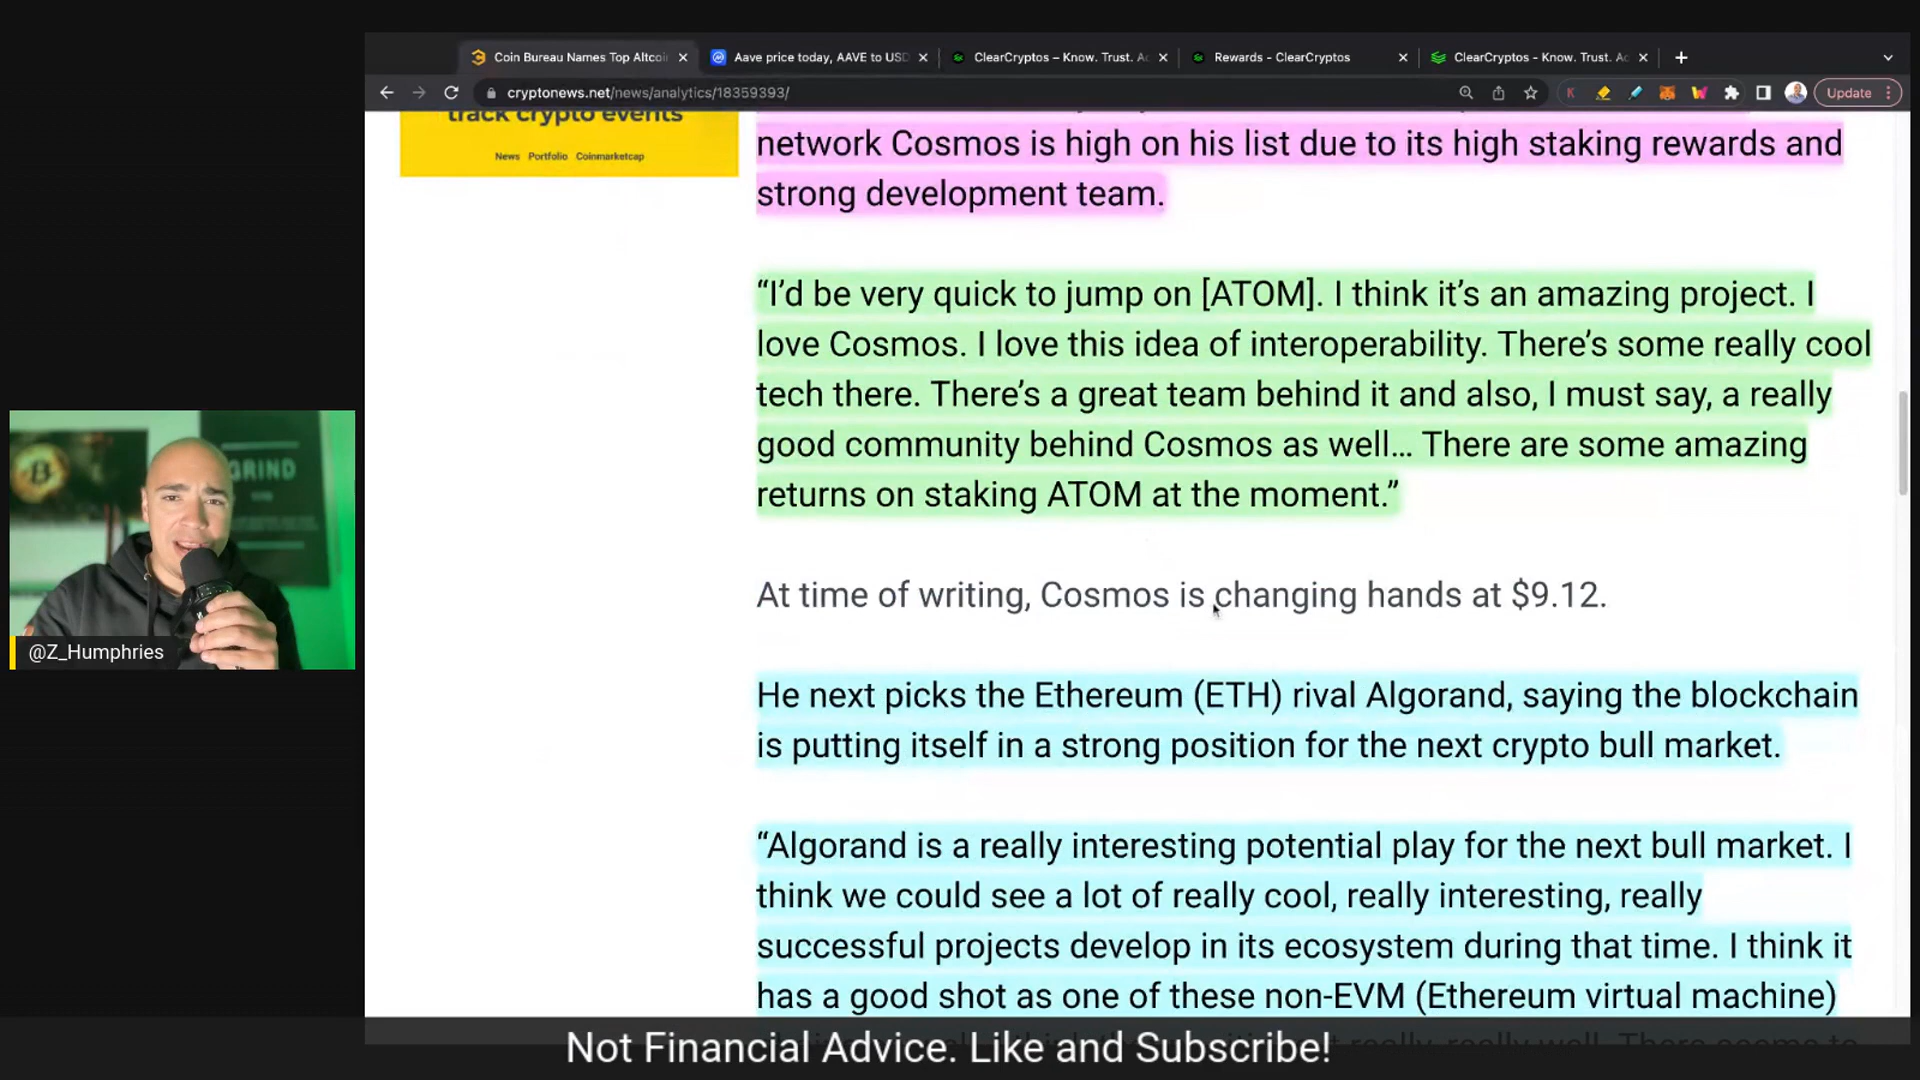 Coin Bureau Names Top Altcoi
Aave price today, AAVE to USD
ClearCryptos – Know. Trust. Ac
Rewards - ClearCryptos
ClearCryptos - Know. Trust. Ac
cryptonews.net/news/analytics/18359393/
Update
track crypto events
News Portfolio Coinmarketcap
network Cosmos is high on his list due to its high staking rewards and
strong development team.
“I’d be very quick to jump on [ATOM]. I think it’s an amazing project. I
love Cosmos. I love this idea of interoperability. There’s some really cool
tech there. There’s a great team behind it and also, I must say, a really
good community behind Cosmos as well… There are some amazing
returns on staking ATOM at the moment.”
At time of writing, Cosmos is changing hands at $9.12.
He next picks the Ethereum (ETH) rival Algorand, saying the blockchain
is putting itself in a strong position for the next crypto bull market.
“Algorand is a really interesting potential play for the next bull market. I
think we could see a lot of really cool, really interesting, really
successful projects develop in its ecosystem during that time. I think it
has a good shot as one of these non-EVM (Ethereum virtual machine)
GRIND
@Z_Humphries
Not Financial Advice. Like and Subscribe!